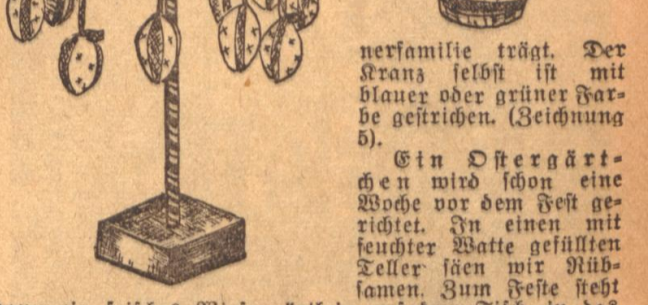 nerfamilie trägt. Der
Kranz selbst ist mit
blauer oder grüner Far-
be gestrichen. (Zeichnung
5).
Ein Ostergärt-
chen wird schon eine
Woche vor dem Fest ge-
richtet. In einen mit
feuchter Watte gefüllten
Teller säen wir Rüb-
samen. Zum Feste steht